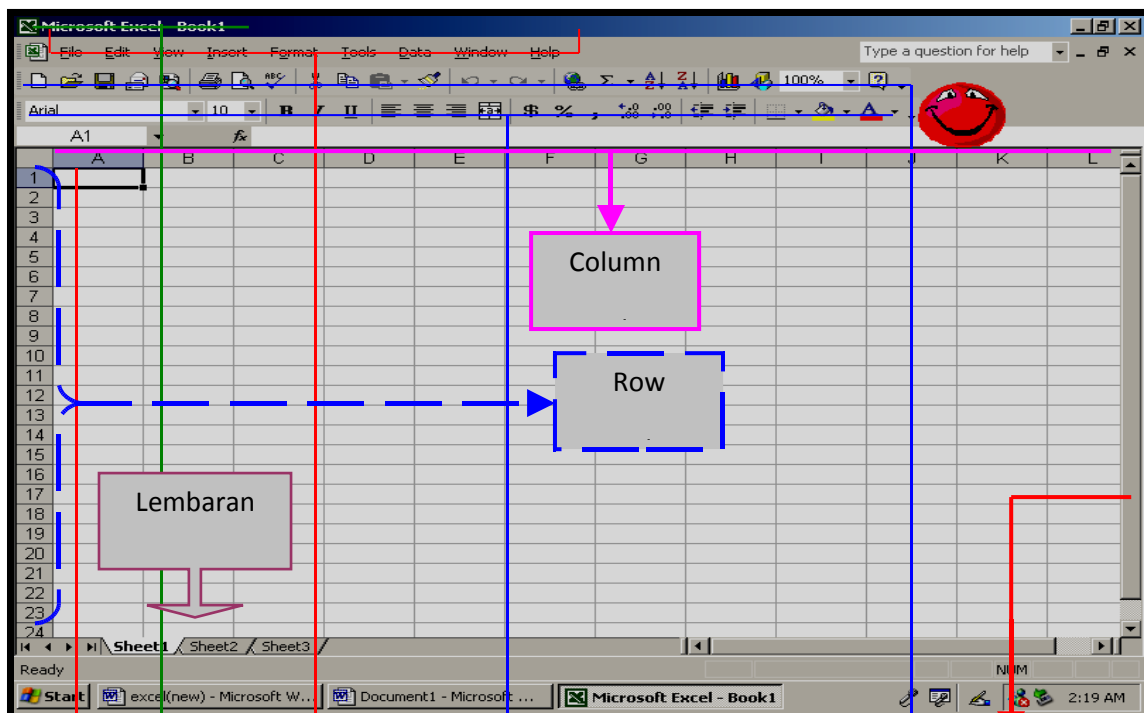 Microsoft Excel - Book1
File Edit View Insert Format Tools Data Window Help Type a question for help
ABC 100%
Arial 10 B I U $ % ,
A1 fx
A B C D E F G H I J K L
1
2
3
4
5
6
7
8
9
10
11
12
13
14
15
16
17
18
19
20
21
22
23
24
Column
Row
Lembaran
Sheet1 Sheet2 Sheet3
Ready NUM
Start excel(new) - Microsoft W... Document1 - Microsoft ... Microsoft Excel - Book1 2:19 AM